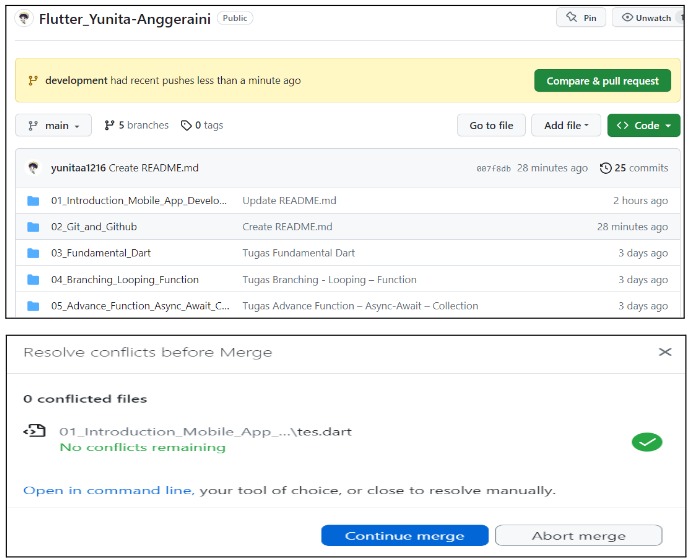 Flutter_Yunita-Anggeraini Public Pin Unwatch 1
development had recent pushes less than a minute ago Compare & pull request
main 5 branches 0 tags Go to file Add file <> Code
yunitaa1216 Create README.md 007f8db 28 minutes ago 25 commits
01_Introduction_Mobile_App_Develo... Update README.md 2 hours ago
02_Git_and_Github Create README.md 28 minutes ago
03_Fundamental_Dart Tugas Fundamental Dart 3 days ago
04_Branching_Looping_Function Tugas Branching - Looping – Function 3 days ago
05_Advance_Function_Async_Await_C... Tugas Advance Function – Async-Await – Collection 3 days ago
Resolve conflicts before Merge
0 conflicted files
01_Introduction_Mobile_App_...\tes.dart
No conflicts remaining
Open in command line, your tool of choice, or close to resolve manually.
Continue merge Abort merge